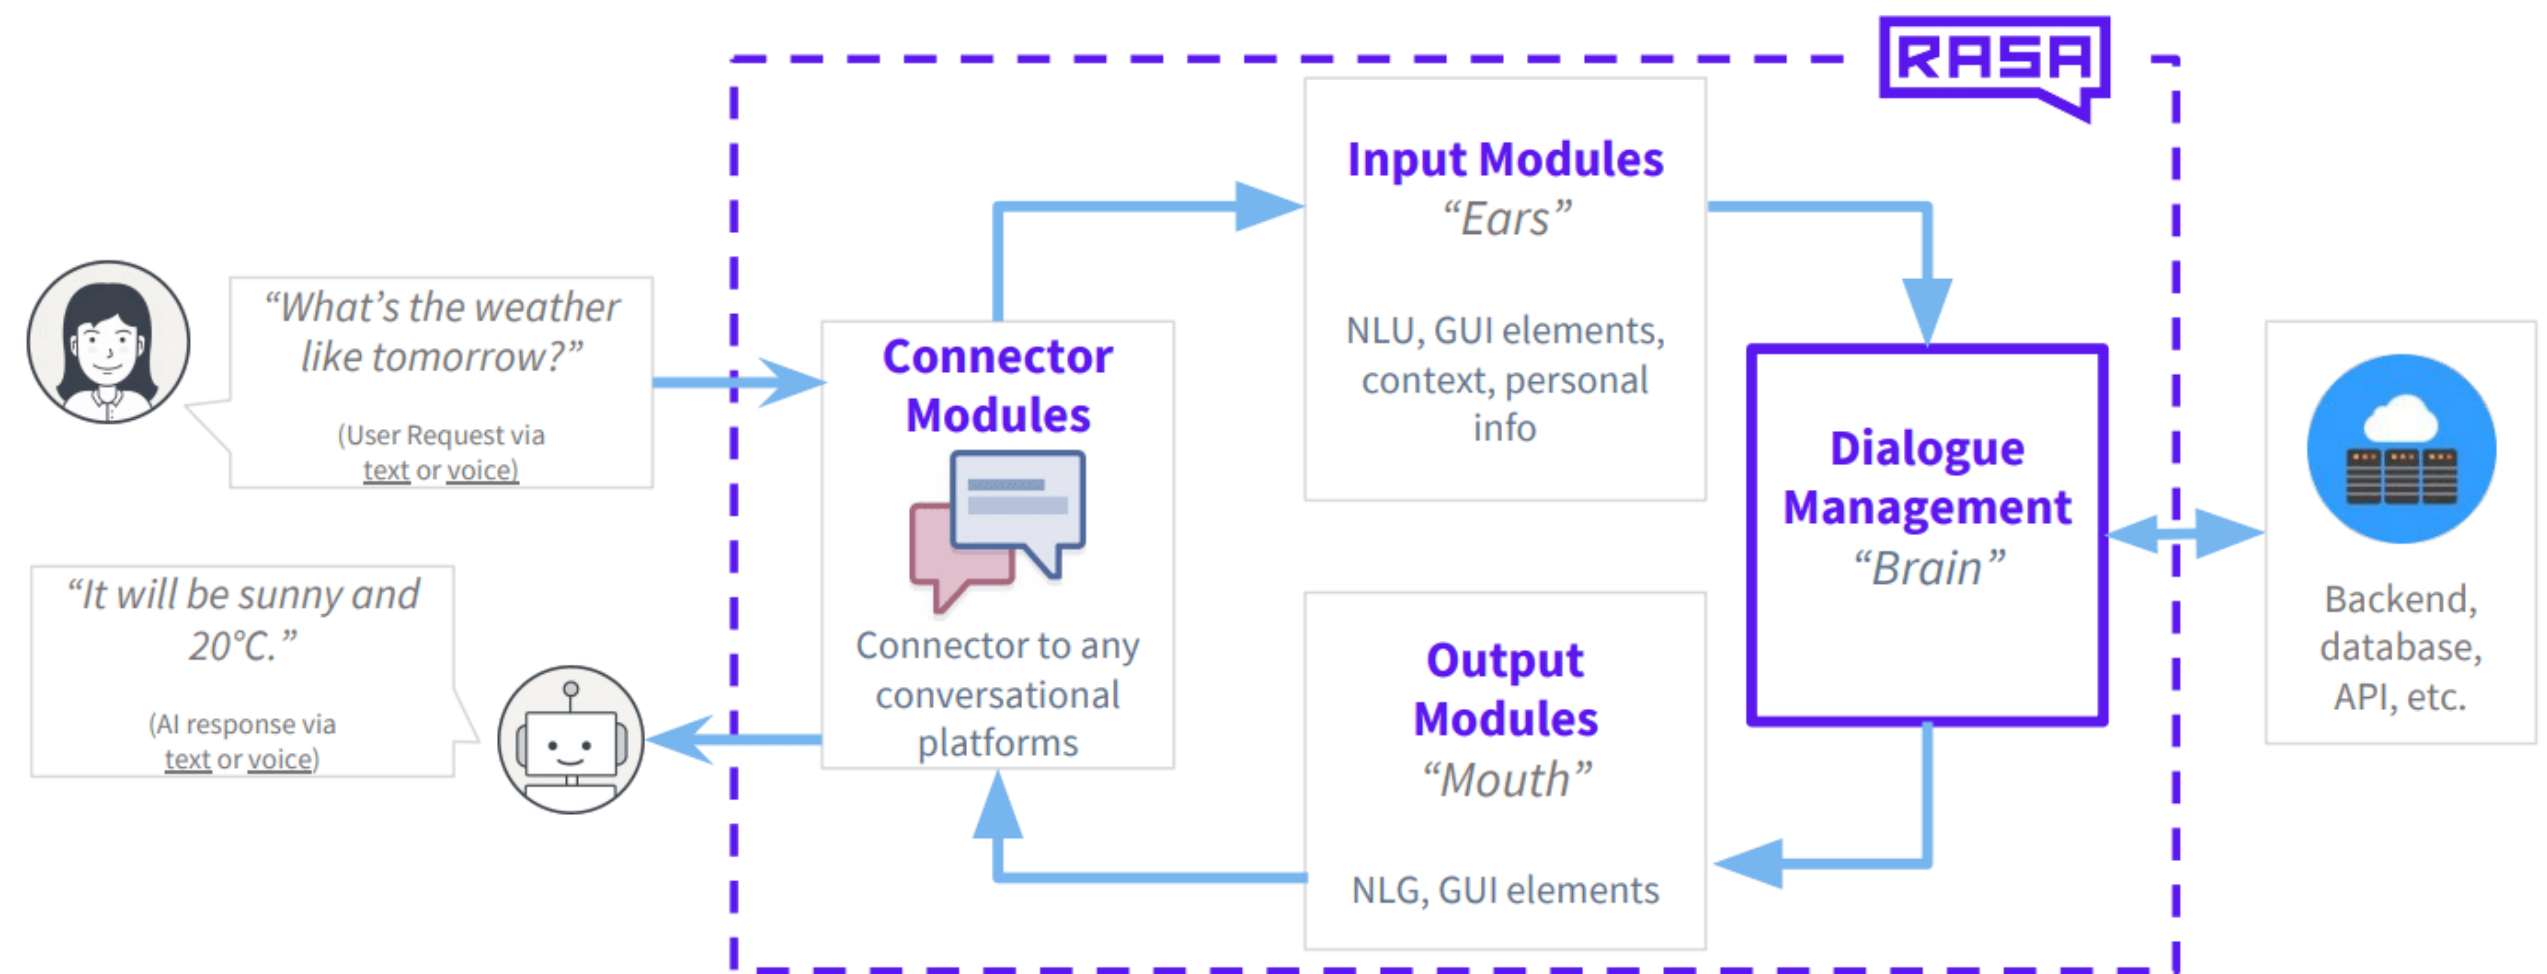 RASA
Input Modules
“Ears”
NLU, GUI elements,
context, personal
info
“What’s the weather
like tomorrow?”
(User Request via
text or voice)
Connector
Modules
Connector to any
conversational
platforms
Dialogue
Management
“Brain”
Backend,
database,
API, etc.
“It will be sunny and
20°C.”
(AI response via
text or voice)
Output
Modules
“Mouth”
NLG, GUI elements